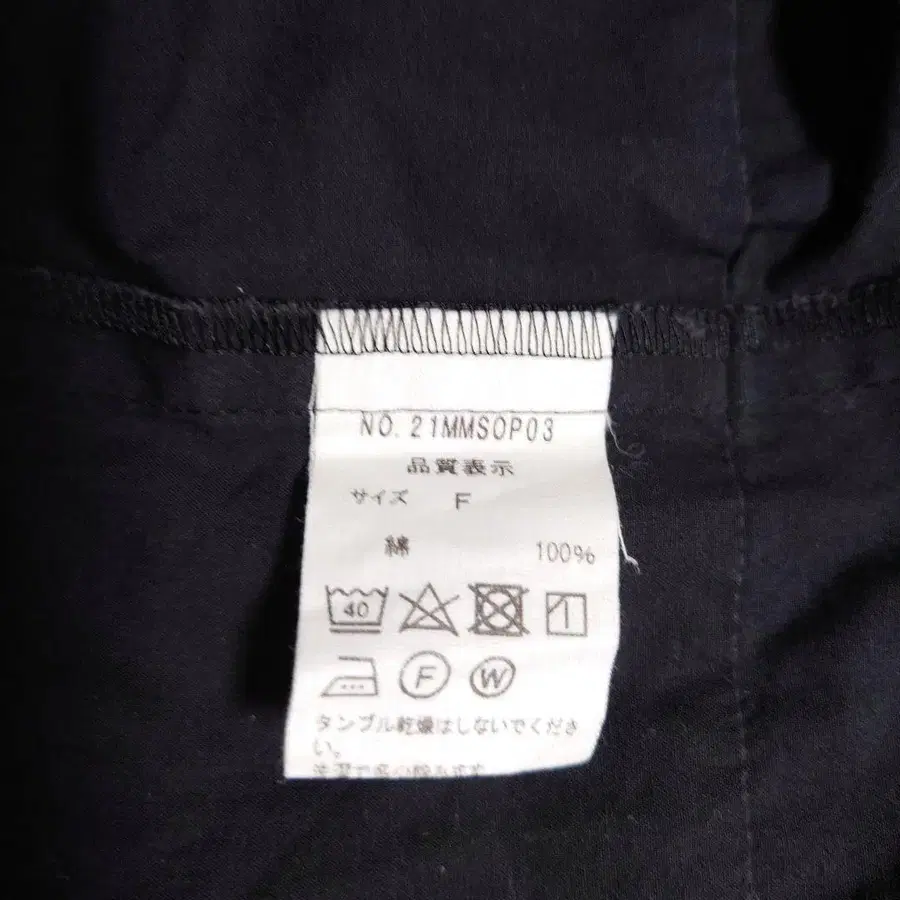 NO. 21MMSOP03
品質表示
サイズ F
綿 100%
40
F W
タンブル乾燥はしないでくださ
い。